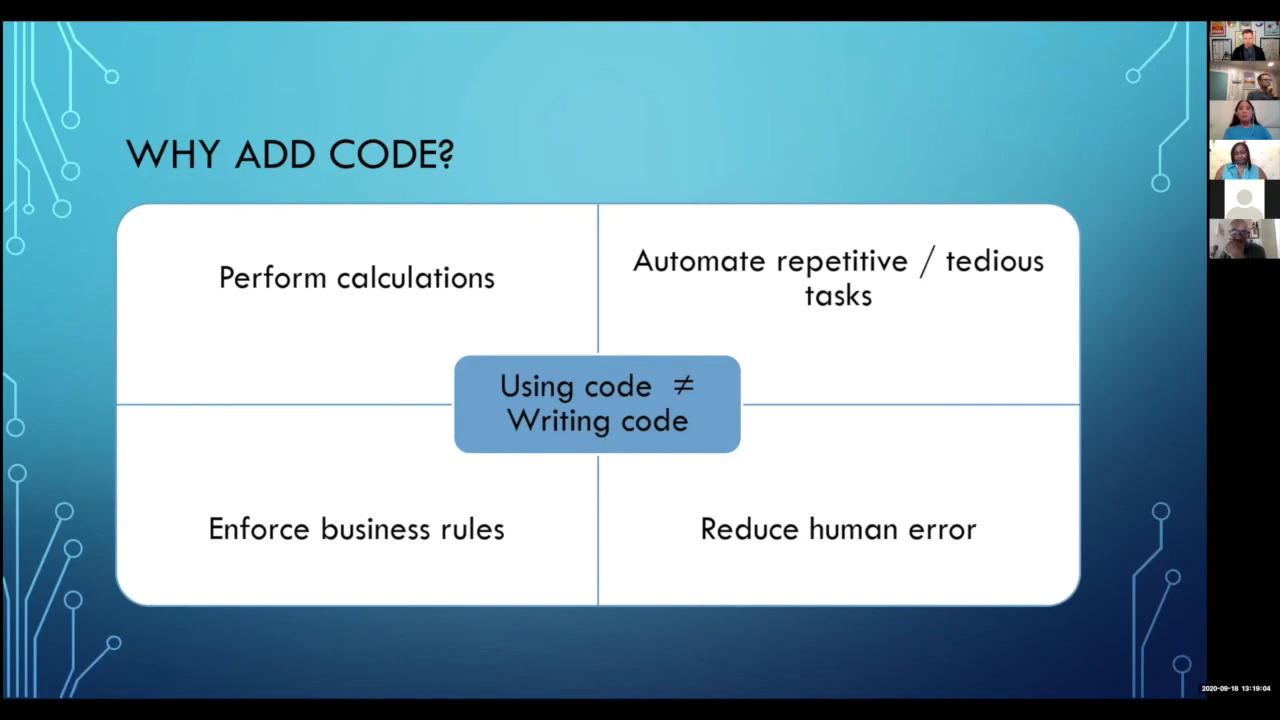 WHY ADD CODE?
Perform calculations
Automate repetitive / tedious
tasks
Using code ≠
Writing code
Enforce business rules
Reduce human error
2020-09-18 13:19:04